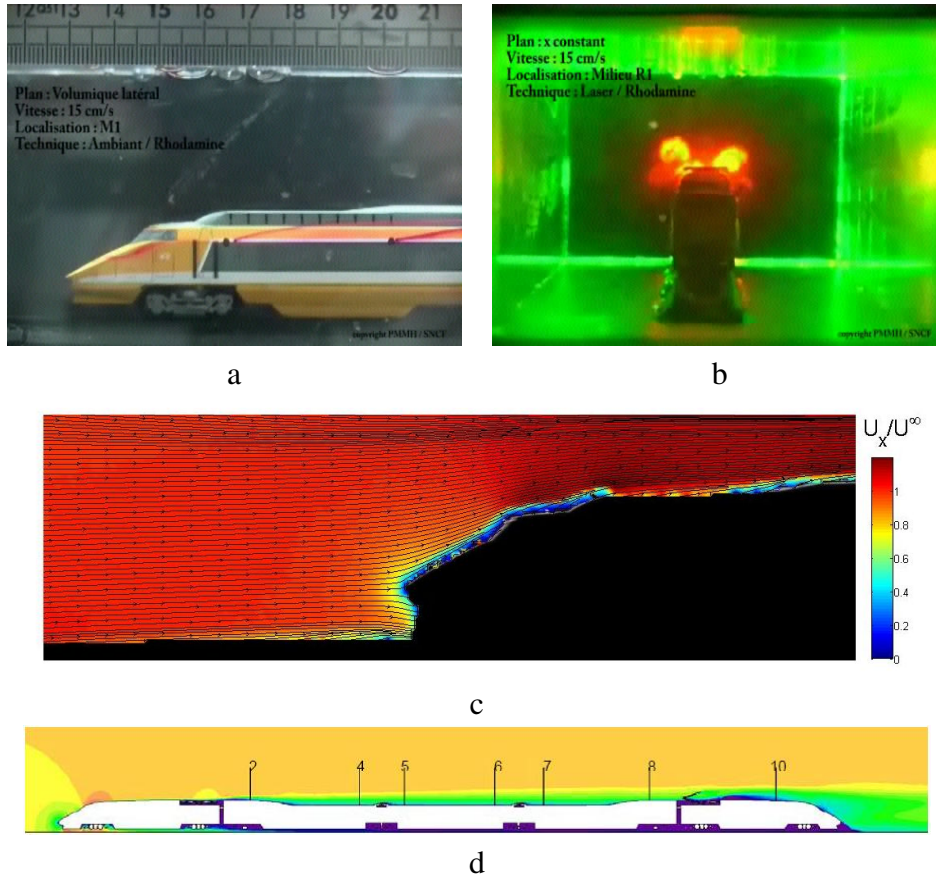 12 13 14 15 16 17 18 19 20 21
Plan : Volumique latéral
Vitesse : 15 cm/s
Localisation : M1
Technique : Ambiant / Rhodamine
copyright PMMH / SNCF
a
Plan : x constant
Vitesse : 15 cm/s
Localisation : Milieu R1
Technique : Laser / Rhodamine
copyright PMMH / SNCF
b
U_x/U^∞
1
0.8
0.6
0.4
0.2
0
c
2 4 5 6 7 8 10
d